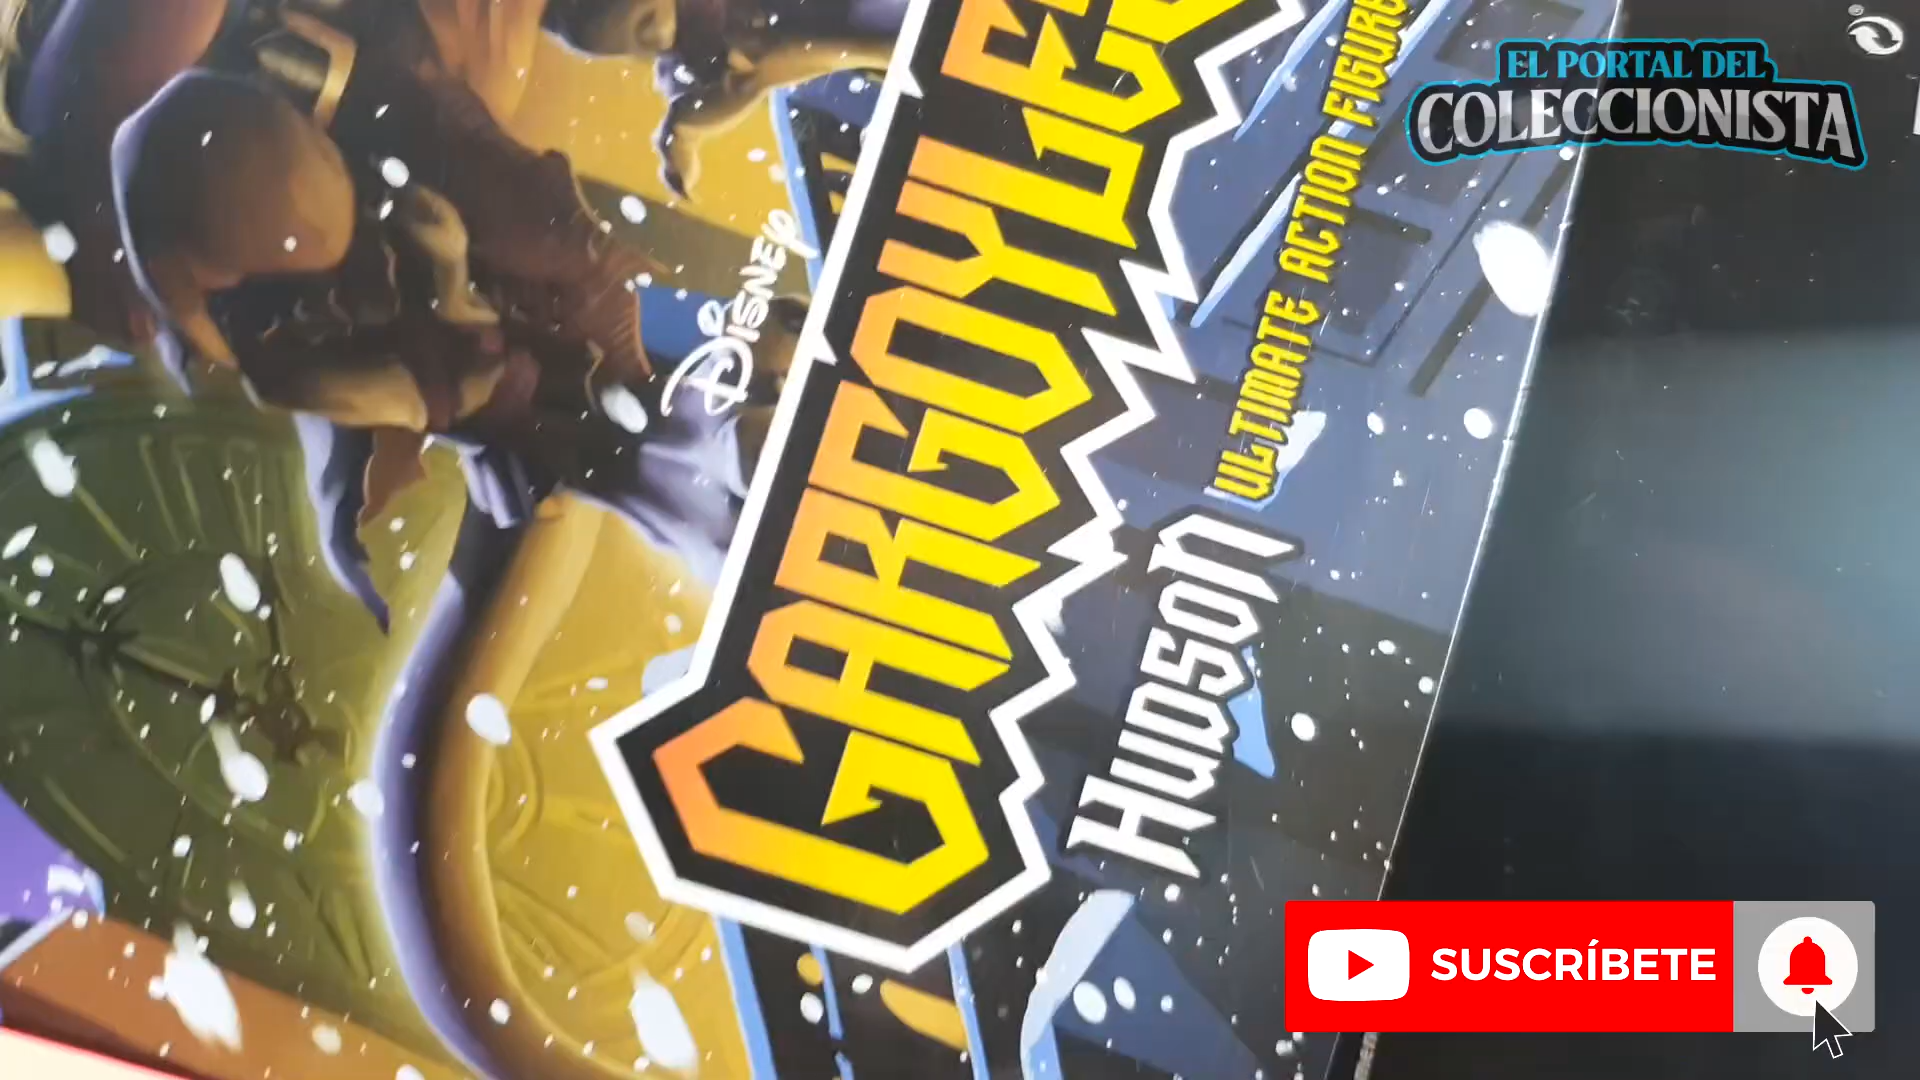 EL PORTAL DEL
COLECCIONISTA
DISNEY
GARGOYLES
HUDSON
ULTIMATE ACTION FIGURE
SUSCRÍBETE